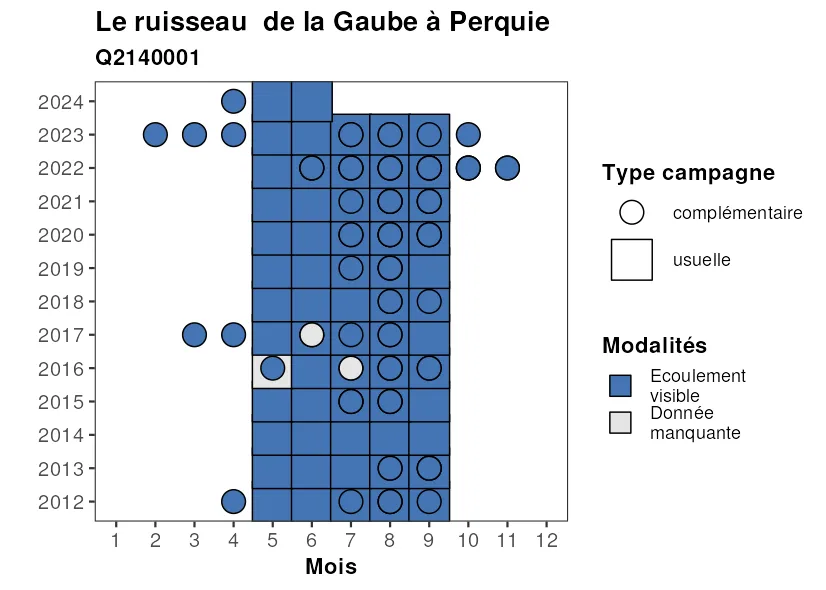 Le ruisseau  de la Gaube à Perquie
Q2140001
2024
2023
2022
2021
2020
2019
2018
2017
2016
2015
2014
2013
2012
1 2 3 4 5 6 7 8 9 10 11 12
Mois
Type campagne
complémentaire
usuelle
Modalités
Ecoulement
visible
Donnée
manquante